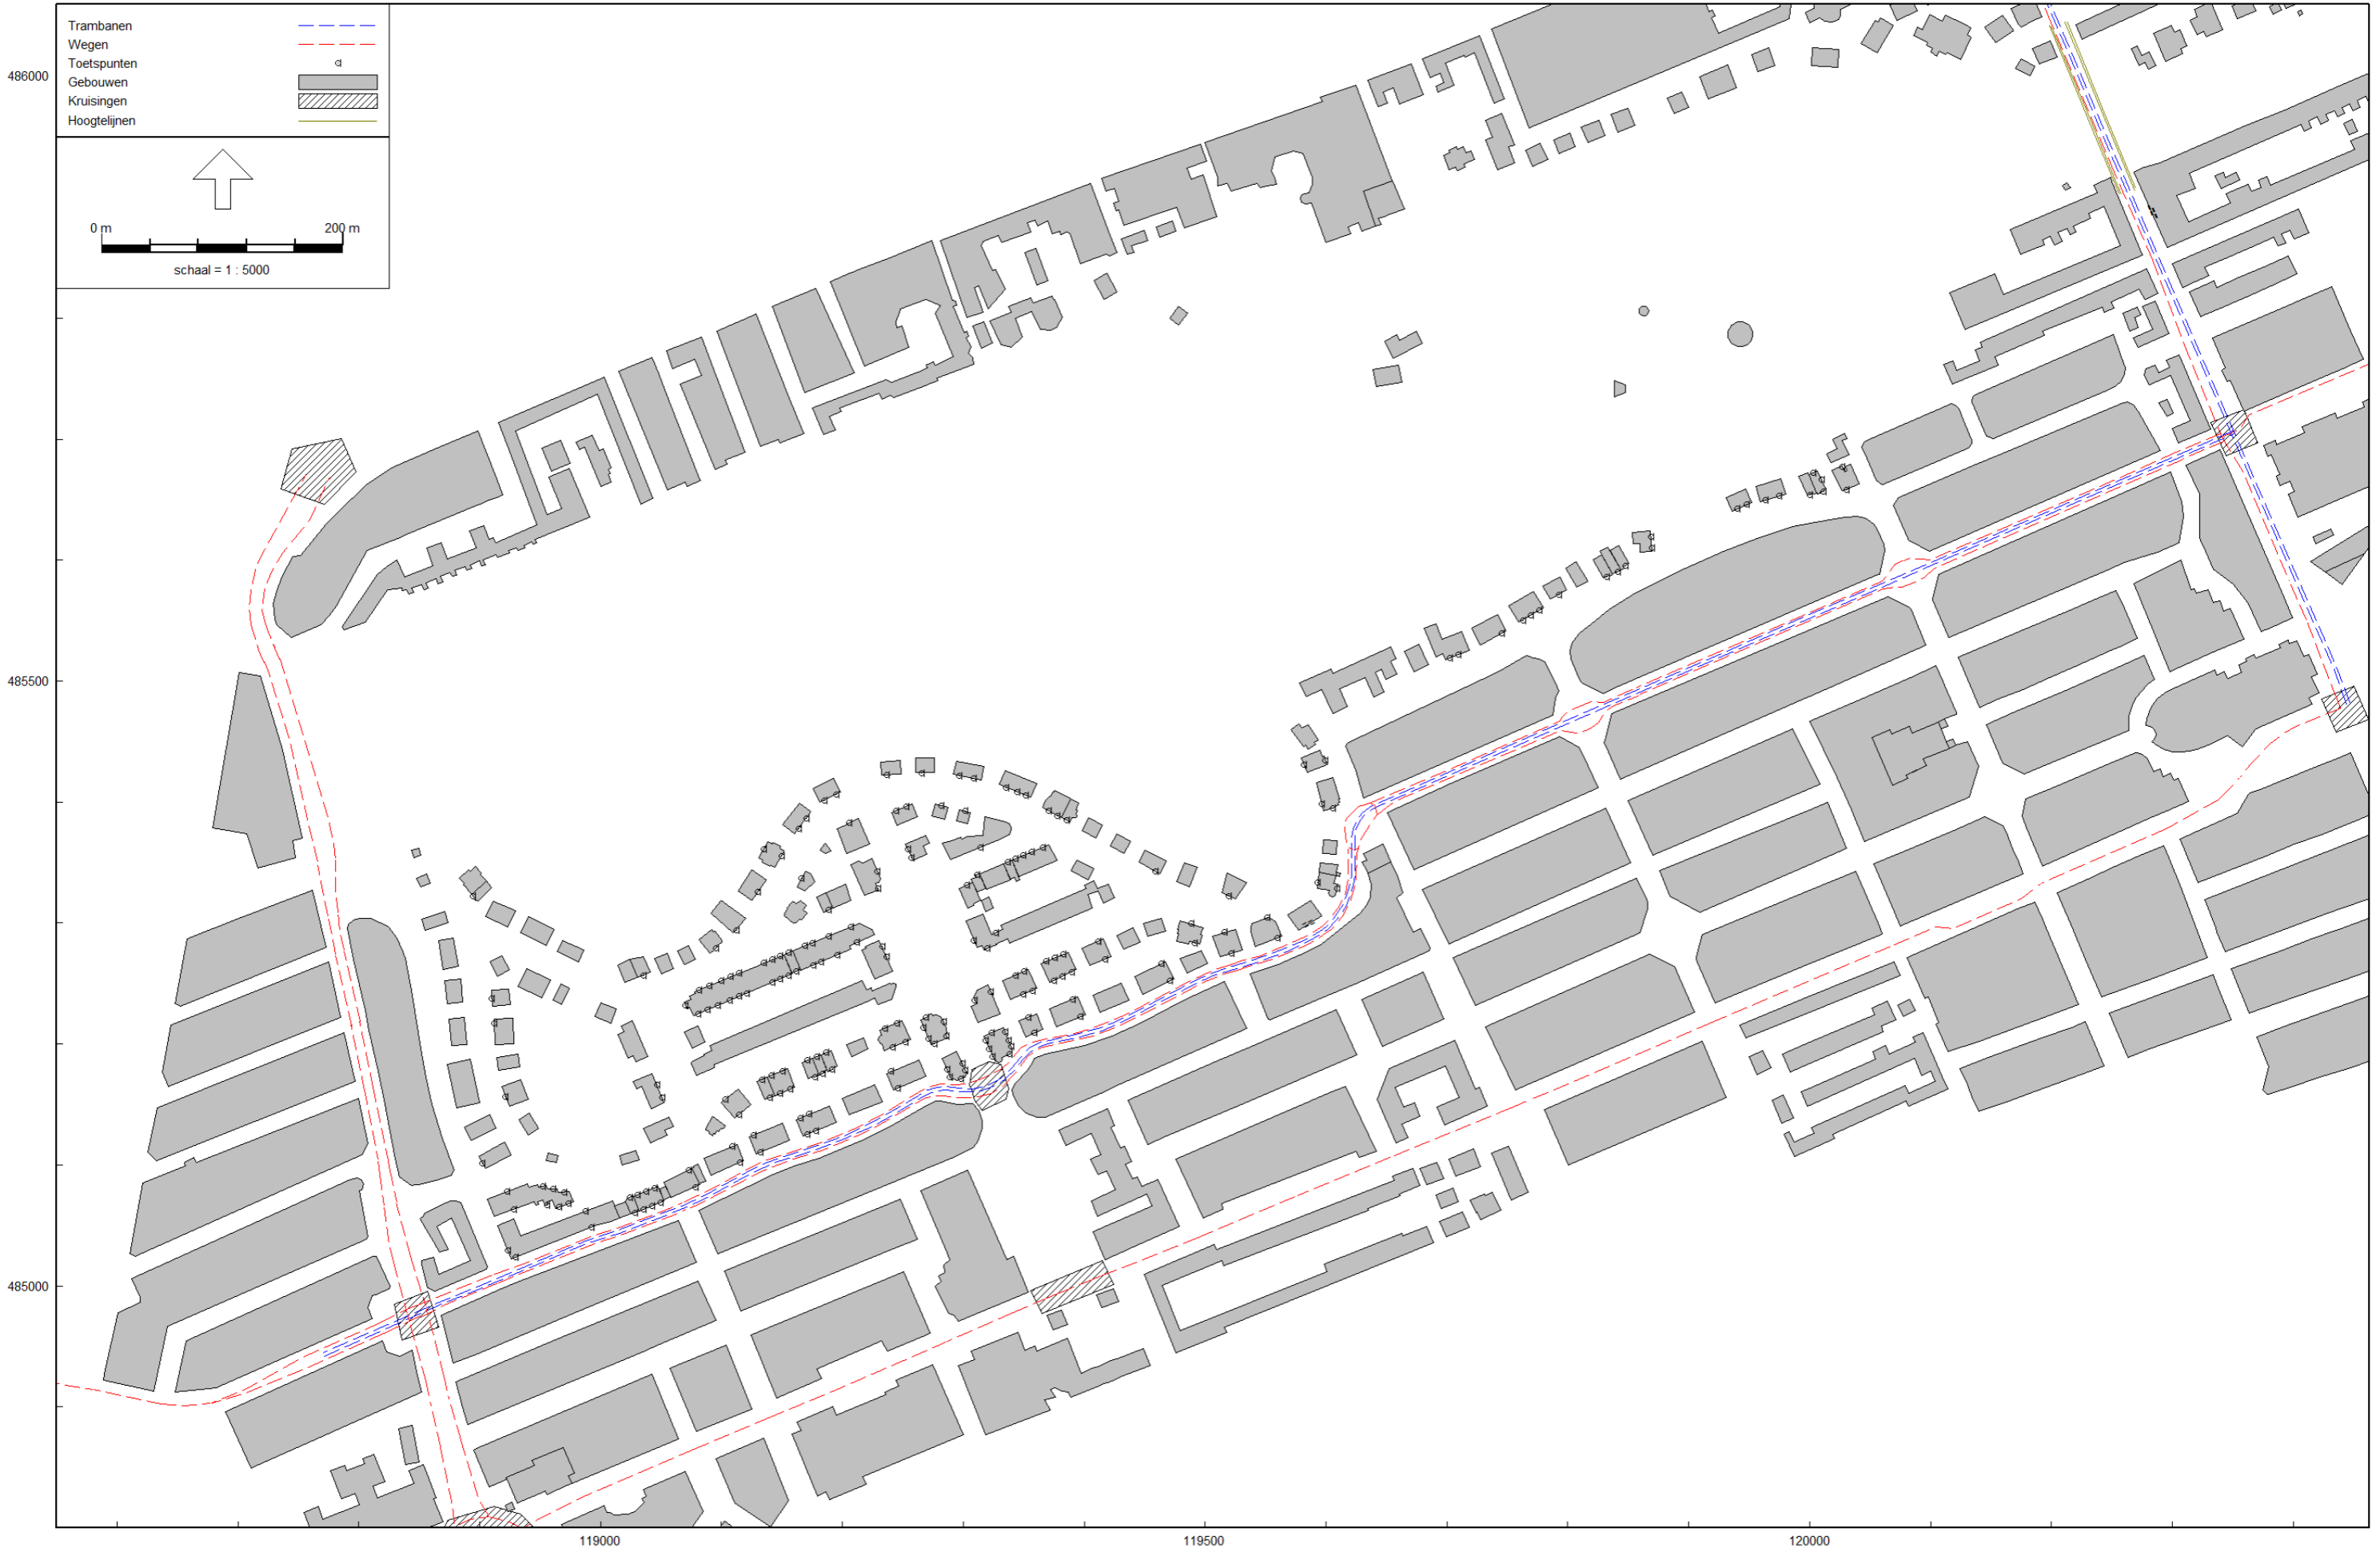 Trambanen
Wegen
Toetspunten
Gebouwen
Kruisingen
Hoogtelijnen
0 m 200 m
schaal = 1 : 5000
486000
485500
485000
119000 119500 120000